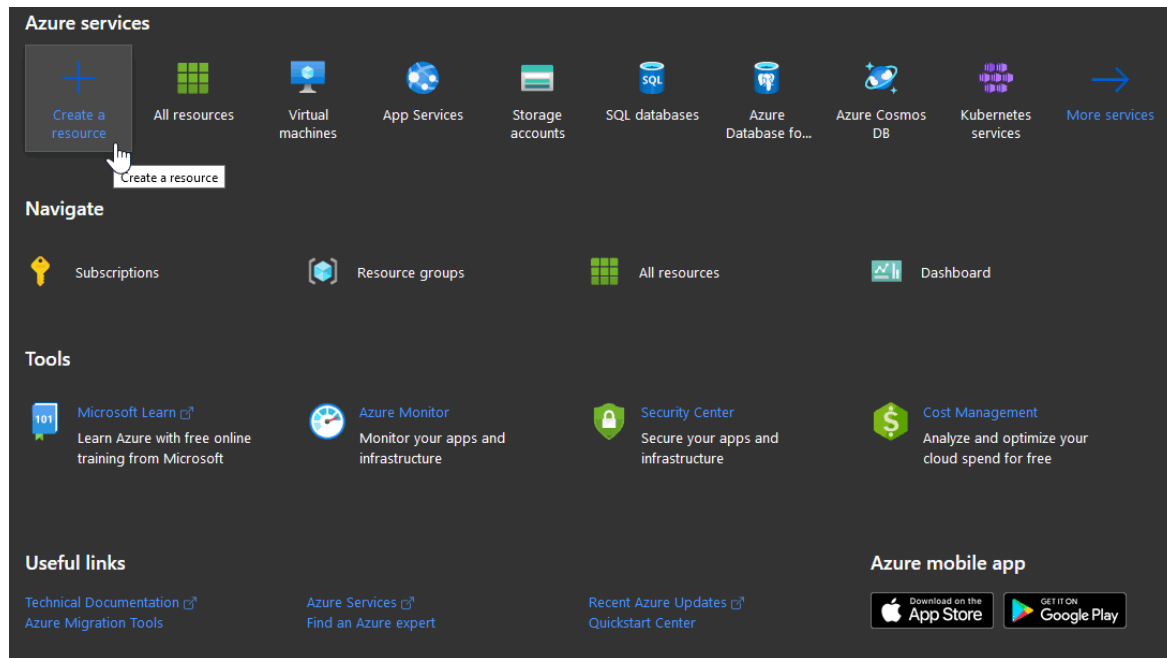 Azure services
Create a
resource
All resources
Virtual
machines
App Services
Storage
accounts
SQL
SQL databases
Azure
Database fo...
Azure Cosmos
DB
Kubernetes
services
More services
Create a resource
Navigate
Subscriptions
Resource groups
All resources
Dashboard
Tools
101
Microsoft Learn
Learn Azure with free online
training from Microsoft
Azure Monitor
Monitor your apps and
infrastructure
Security Center
Secure your apps and
infrastructure
$
Cost Management
Analyze and optimize your
cloud spend for free
Useful links
Technical Documentation
Azure Migration Tools
Azure Services
Find an Azure expert
Recent Azure Updates
Quickstart Center
Azure mobile app
Download on the
App Store
GET IT ON
Google Play